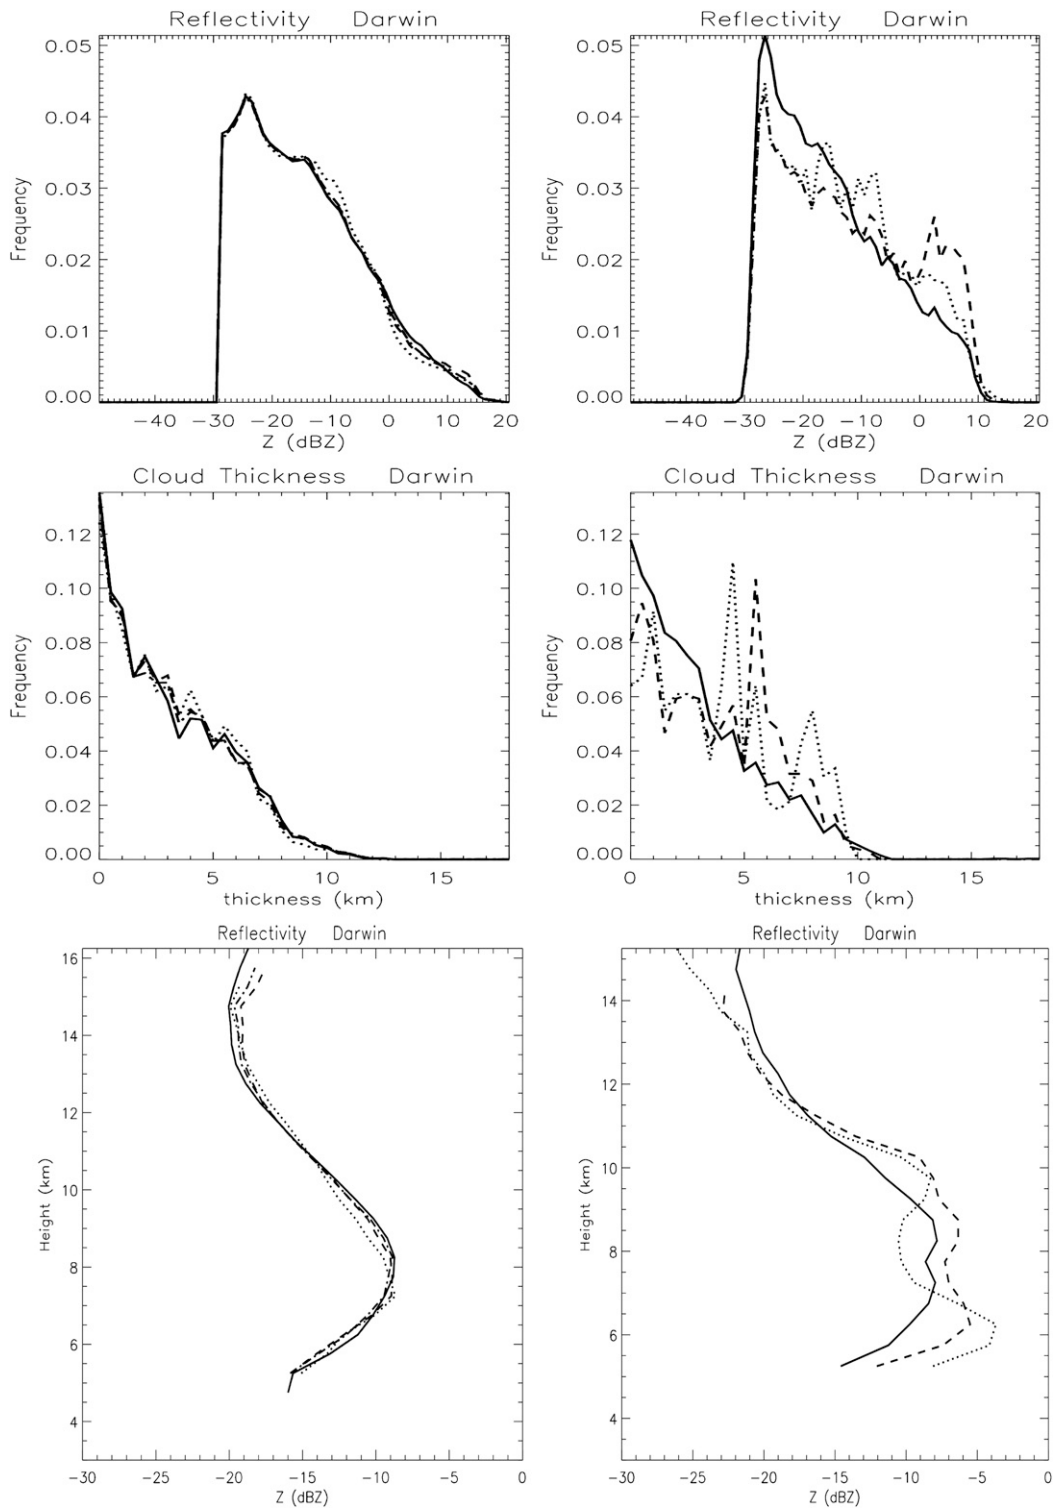 Reflectivity Darwin
0.05
0.04
0.03
0.02
0.01
0.00
Frequency
−40 −30 −20 −10 0 10 20
Z (dBZ)
Reflectivity Darwin
0.05
0.04
0.03
0.02
0.01
0.00
Frequency
−40 −30 −20 −10 0 10 20
Z (dBZ)
Cloud Thickness Darwin
0.12
0.10
0.08
0.06
0.04
0.02
0.00
Frequency
0 5 10 15
thickness (km)
Cloud Thickness Darwin
0.12
0.10
0.08
0.06
0.04
0.02
0.00
Frequency
0 5 10 15
thickness (km)
Reflectivity Darwin
16
14
12
10
8
6
4
Height (km)
−30 −25 −20 −15 −10 −5 0
Z (dBZ)
Reflectivity Darwin
14
12
10
8
6
4
Height (km)
−30 −25 −20 −15 −10 −5 0
Z (dBZ)